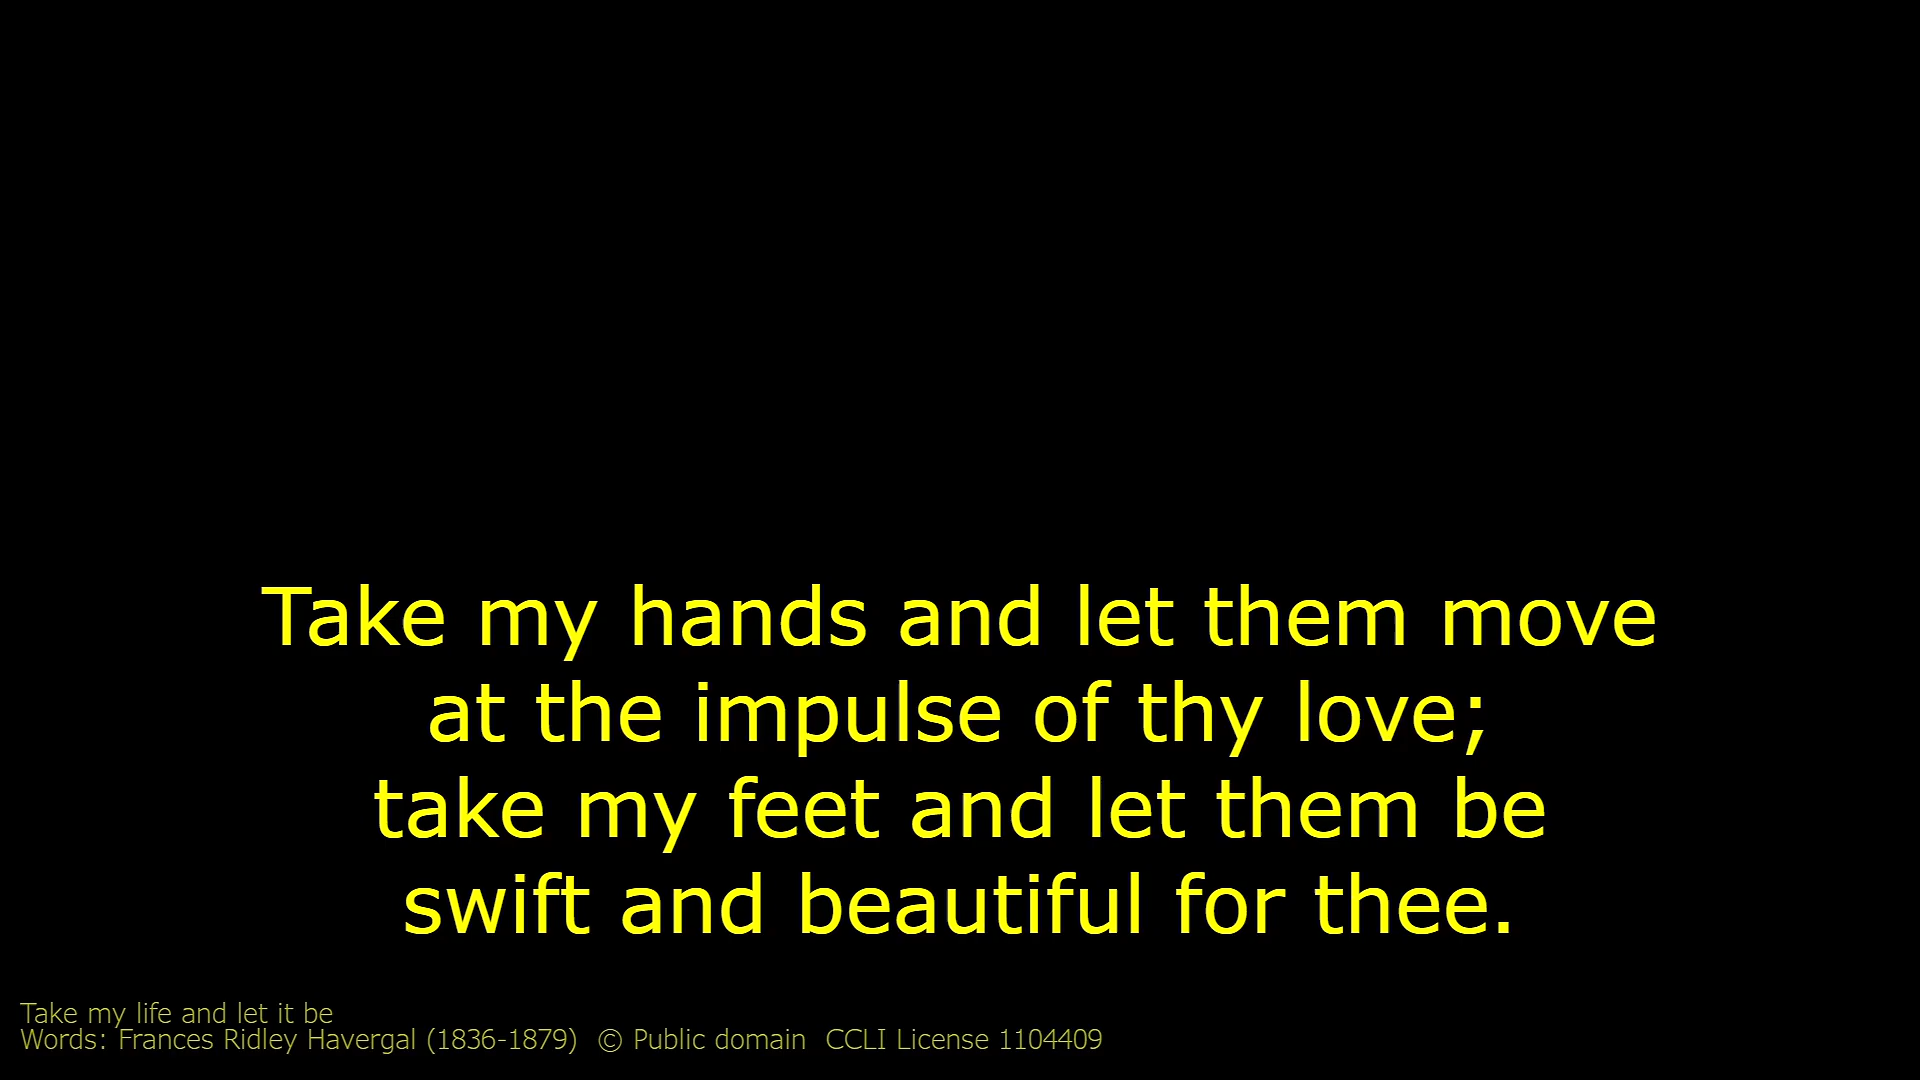 Take my hands and let them move
at the impulse of thy love;
take my feet and let them be
swift and beautiful for thee.
Take my life and let it be
Words: Frances Ridley Havergal (1836-1879)  © Public domain  CCLI License 1104409